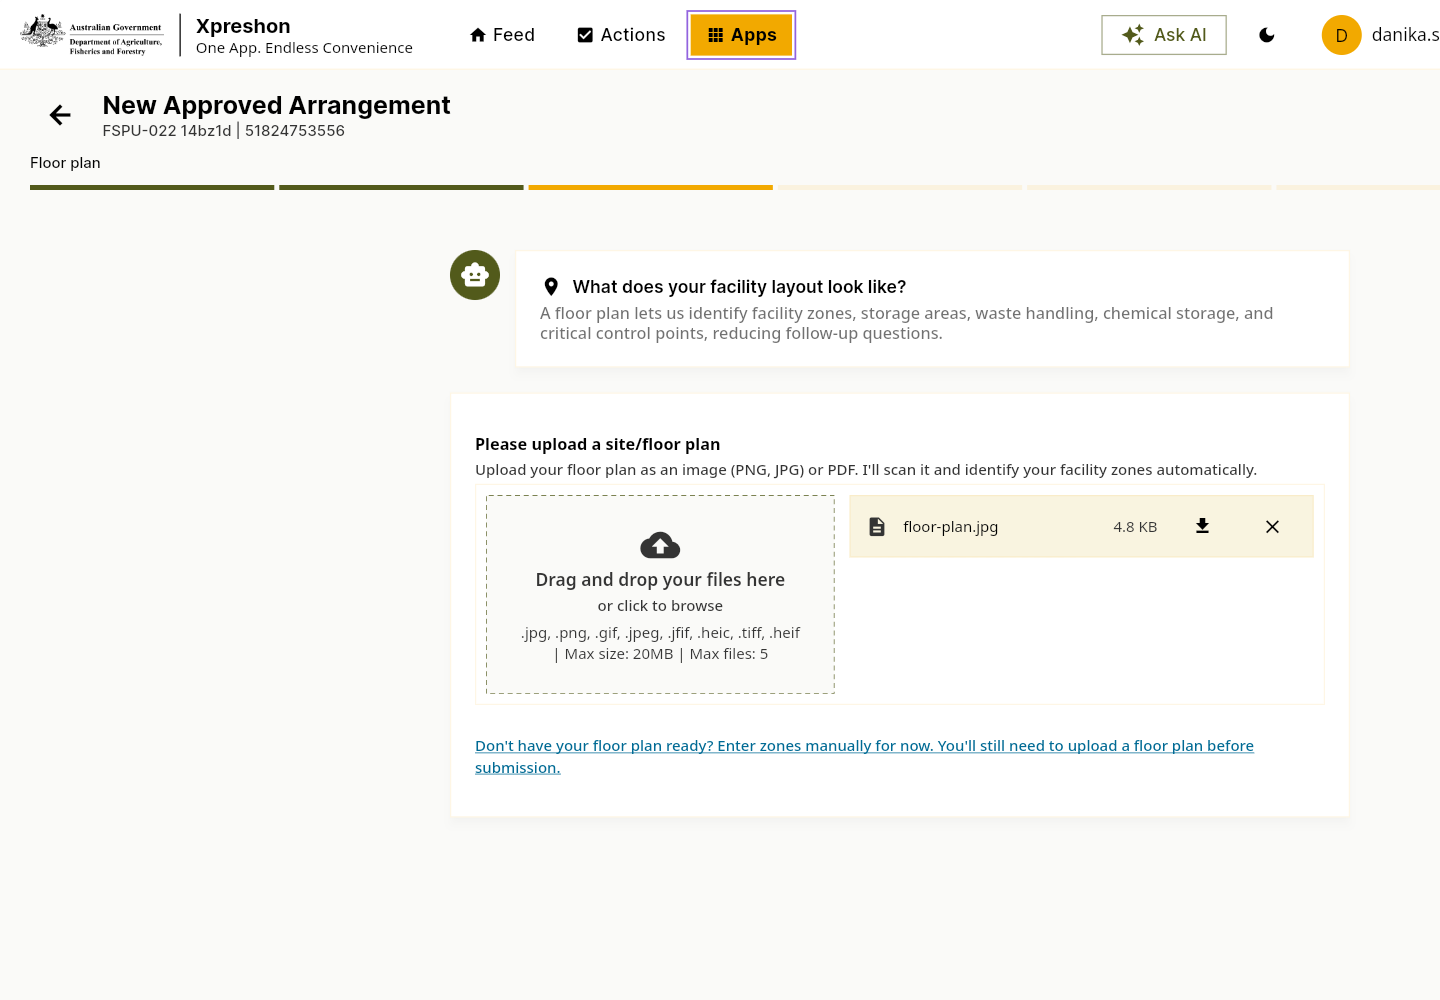 Australian Government
Department of Agriculture,
Fisheries and Forestry
Xpreshon
One App. Endless Convenience
Feed
Actions
Apps
Ask AI
D
danika.s
New Approved Arrangement
FSPU-022 14bz1d | 51824753556
Floor plan
What does your facility layout look like?
A floor plan lets us identify facility zones, storage areas, waste handling, chemical storage, and
critical control points, reducing follow-up questions.
Please upload a site/floor plan
Upload your floor plan as an image (PNG, JPG) or PDF. I'll scan it and identify your facility zones automatically.
Drag and drop your files here
or click to browse
.jpg, .png, .gif, .jpeg, .jfif, .heic, .tiff, .heif
| Max size: 20MB | Max files: 5
floor-plan.jpg
4.8 KB
Don't have your floor plan ready? Enter zones manually for now. You'll still need to upload a floor plan before
submission.